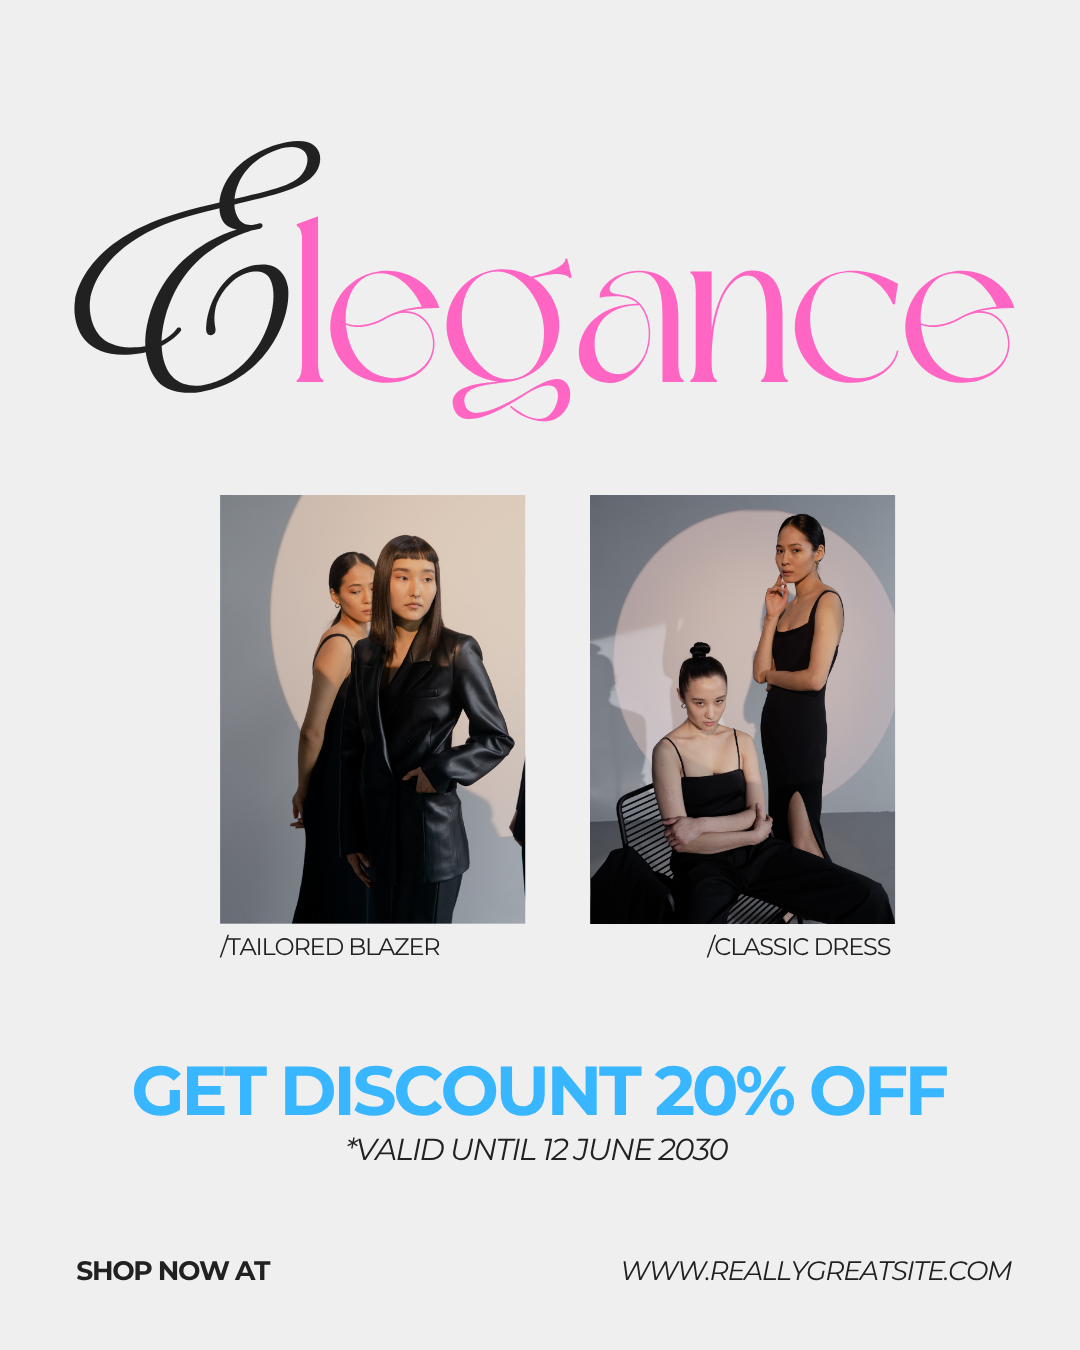 Elegance
/TAILORED BLAZER
/CLASSIC DRESS
GET DISCOUNT 20% OFF
*VALID UNTIL 12 JUNE 2030
SHOP NOW AT
WWW.REALLYGREATSITE.COM